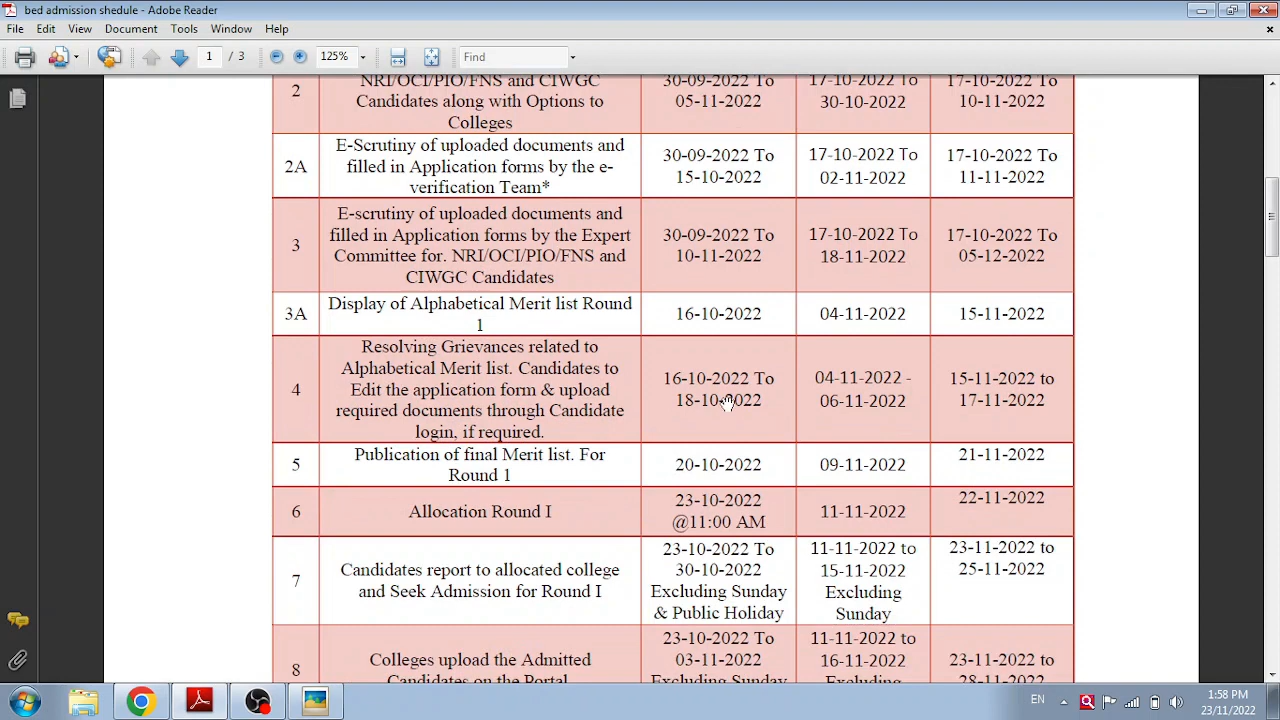 bed admission shedule - Adobe Reader
File Edit View Document Tools Window Help
1 / 3 125% Find
2 NRI/OCI/PIO/FNS and CIWGC Candidates along with Options to Colleges 30-09-2022 To 05-11-2022 17-10-2022 To 30-10-2022 17-10-2022 To 10-11-2022
2A E-Scrutiny of uploaded documents and filled in Application forms by the e-verification Team* 30-09-2022 To 15-10-2022 17-10-2022 To 02-11-2022 17-10-2022 To 11-11-2022
3 E-scrutiny of uploaded documents and filled in Application forms by the Expert Committee for. NRI/OCI/PIO/FNS and CIWGC Candidates 30-09-2022 To 10-11-2022 17-10-2022 To 18-11-2022 17-10-2022 To 05-12-2022
3A Display of Alphabetical Merit list Round 1 16-10-2022 04-11-2022 15-11-2022
4 Resolving Grievances related to Alphabetical Merit list. Candidates to Edit the application form & upload required documents through Candidate login, if required. 16-10-2022 To 18-10-2022 04-11-2022 - 06-11-2022 15-11-2022 to 17-11-2022
5 Publication of final Merit list. For Round 1 20-10-2022 09-11-2022 21-11-2022
6 Allocation Round I 23-10-2022 @11:00 AM 11-11-2022 22-11-2022
7 Candidates report to allocated college and Seek Admission for Round I 23-10-2022 To 30-10-2022 Excluding Sunday & Public Holiday 11-11-2022 to 15-11-2022 Excluding Sunday 23-11-2022 to 25-11-2022
8 Colleges upload the Admitted Candidates on the Portal 23-10-2022 To 03-11-2022 Excluding Sunday 11-11-2022 to 16-11-2022 Excluding 23-11-2022 to 28-11-2022
EN 1:58 PM
23/11/2022